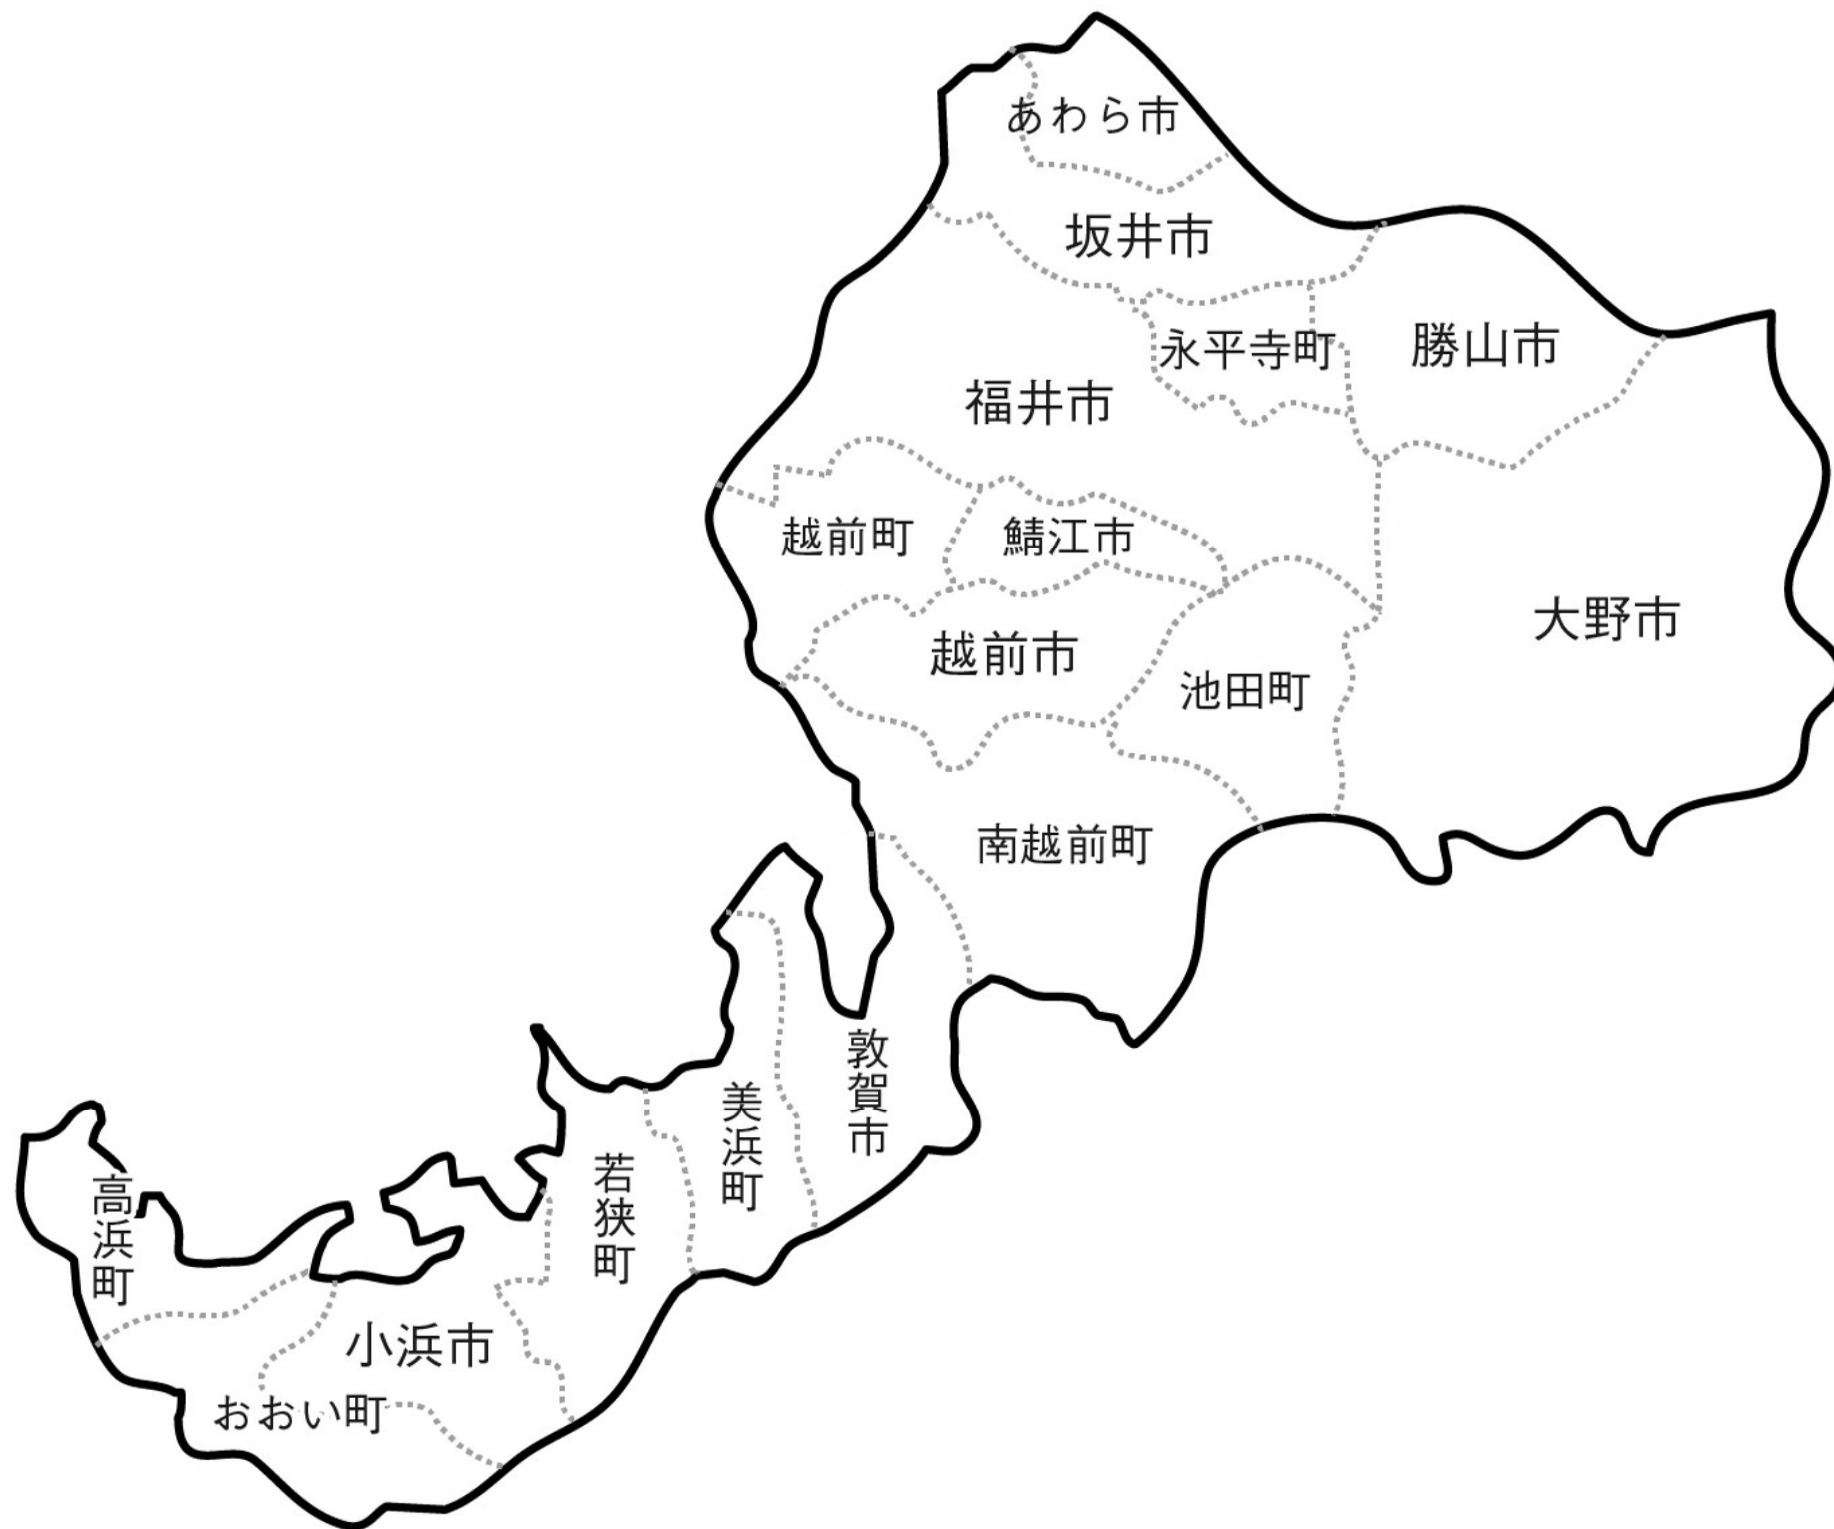 あわら市
坂井市
永平寺町
勝山市
福井市
越前町
鯖江市
大野市
越前市
池田町
南越前町
敦賀市
美浜町
若狭町
高浜町
小浜市
おおい町